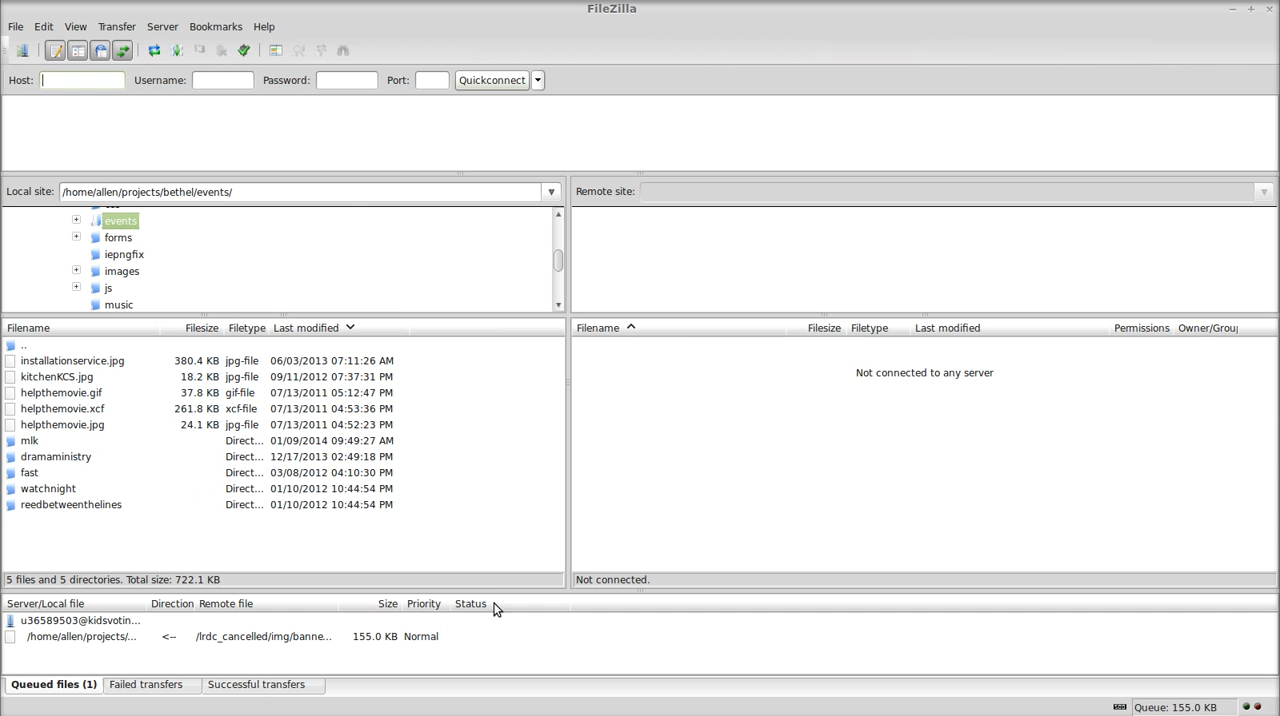 FileZilla
File Edit View Transfer Server Bookmarks Help
Host: Username: Password: Port: Quickconnect
Local site: /home/allen/projects/bethel/events/
Remote site:
events
forms
iepngfix
images
js
music
Filename Filesize Filetype Last modified
..
installationservice.jpg 380.4 KB jpg-file 06/03/2013 07:11:26 AM
kitchenKCS.jpg 18.2 KB jpg-file 09/11/2012 07:37:31 PM
helpthemovie.gif 37.8 KB gif-file 07/13/2011 05:12:47 PM
helpthemovie.xcf 261.8 KB xcf-file 07/13/2011 04:53:36 PM
helpthemovie.jpg 24.1 KB jpg-file 07/13/2011 04:52:23 PM
mlk Direct... 01/09/2014 09:49:27 AM
dramaministry Direct... 12/17/2013 02:49:18 PM
fast Direct... 03/08/2012 04:10:30 PM
watchnight Direct... 01/10/2012 10:44:54 PM
reedbetweenthelines Direct... 01/10/2012 10:44:54 PM
5 files and 5 directories. Total size: 722.1 KB
Filename Filesize Filetype Last modified Permissions Owner/Grou
Not connected to any server
Not connected.
Server/Local file Direction Remote file Size Priority Status
u36589503@kidsvotin...
/home/allen/projects/... <-- /lrdc_cancelled/img/banne... 155.0 KB Normal
Queued files (1) Failed transfers Successful transfers
Queue: 155.0 KB